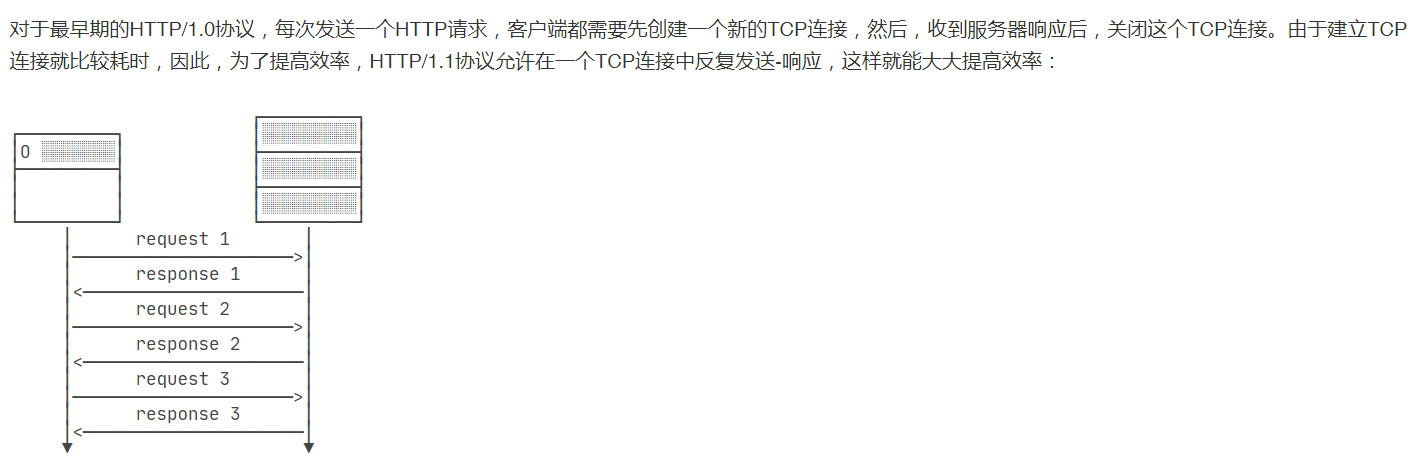 对于最早期的HTTP/1.0协议，每次发送一个HTTP请求，客户端都需要先创建一个新的TCP连接，然后，收到服务器响应后，关闭这个TCP连接。由于建立TCP
连接就比较耗时，因此，为了提高效率，HTTP/1.1协议允许在一个TCP连接中反复发送-响应，这样就能大大提高效率：
O
request 1
response 1
request 2
response 2
request 3
response 3